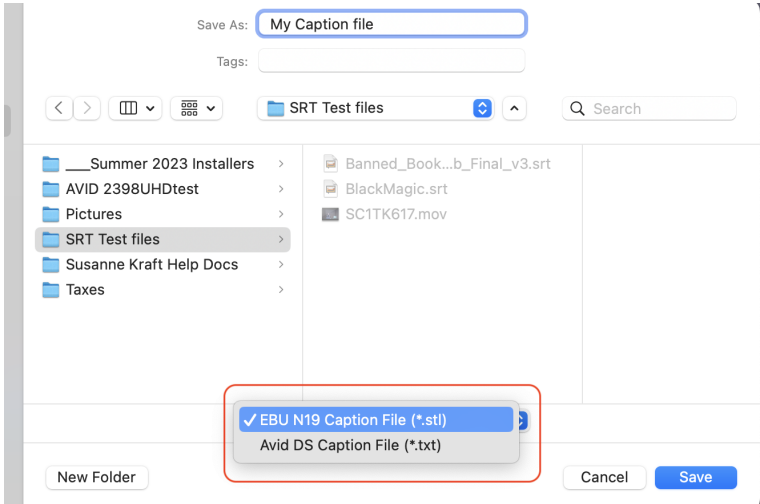 Save As: My Caption file
Tags:
SRT Test files
Search
___Summer 2023 Installers
AVID 2398UHDtest
Pictures
SRT Test files
Susanne Kraft Help Docs
Taxes
Banned_Book...b_Final_v3.srt
BlackMagic.srt
SC1TK617.mov
✓ EBU N19 Caption File (*.stl)
Avid DS Caption File (*.txt)
New Folder
Cancel
Save